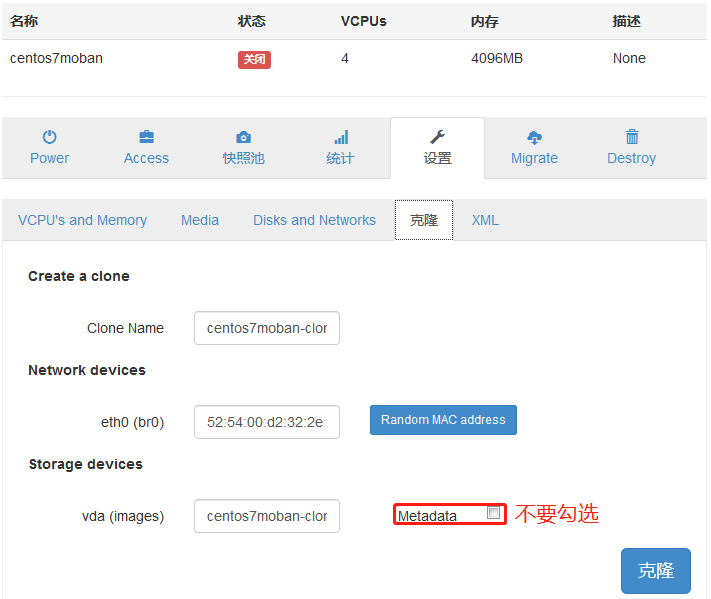 名称 状态 VCPUs 内存 描述
centos7moban 关闭 4 4096MB None
Power Access 快照池 统计 设置 Migrate Destroy
VCPU's and Memory Media Disks and Networks 克隆 XML
Create a clone
Clone Name centos7moban-clor
Network devices
eth0 (br0) 52:54:00:d2:32:2e Random MAC address
Storage devices
vda (images) centos7moban-clor Metadata 不要勾选
克隆